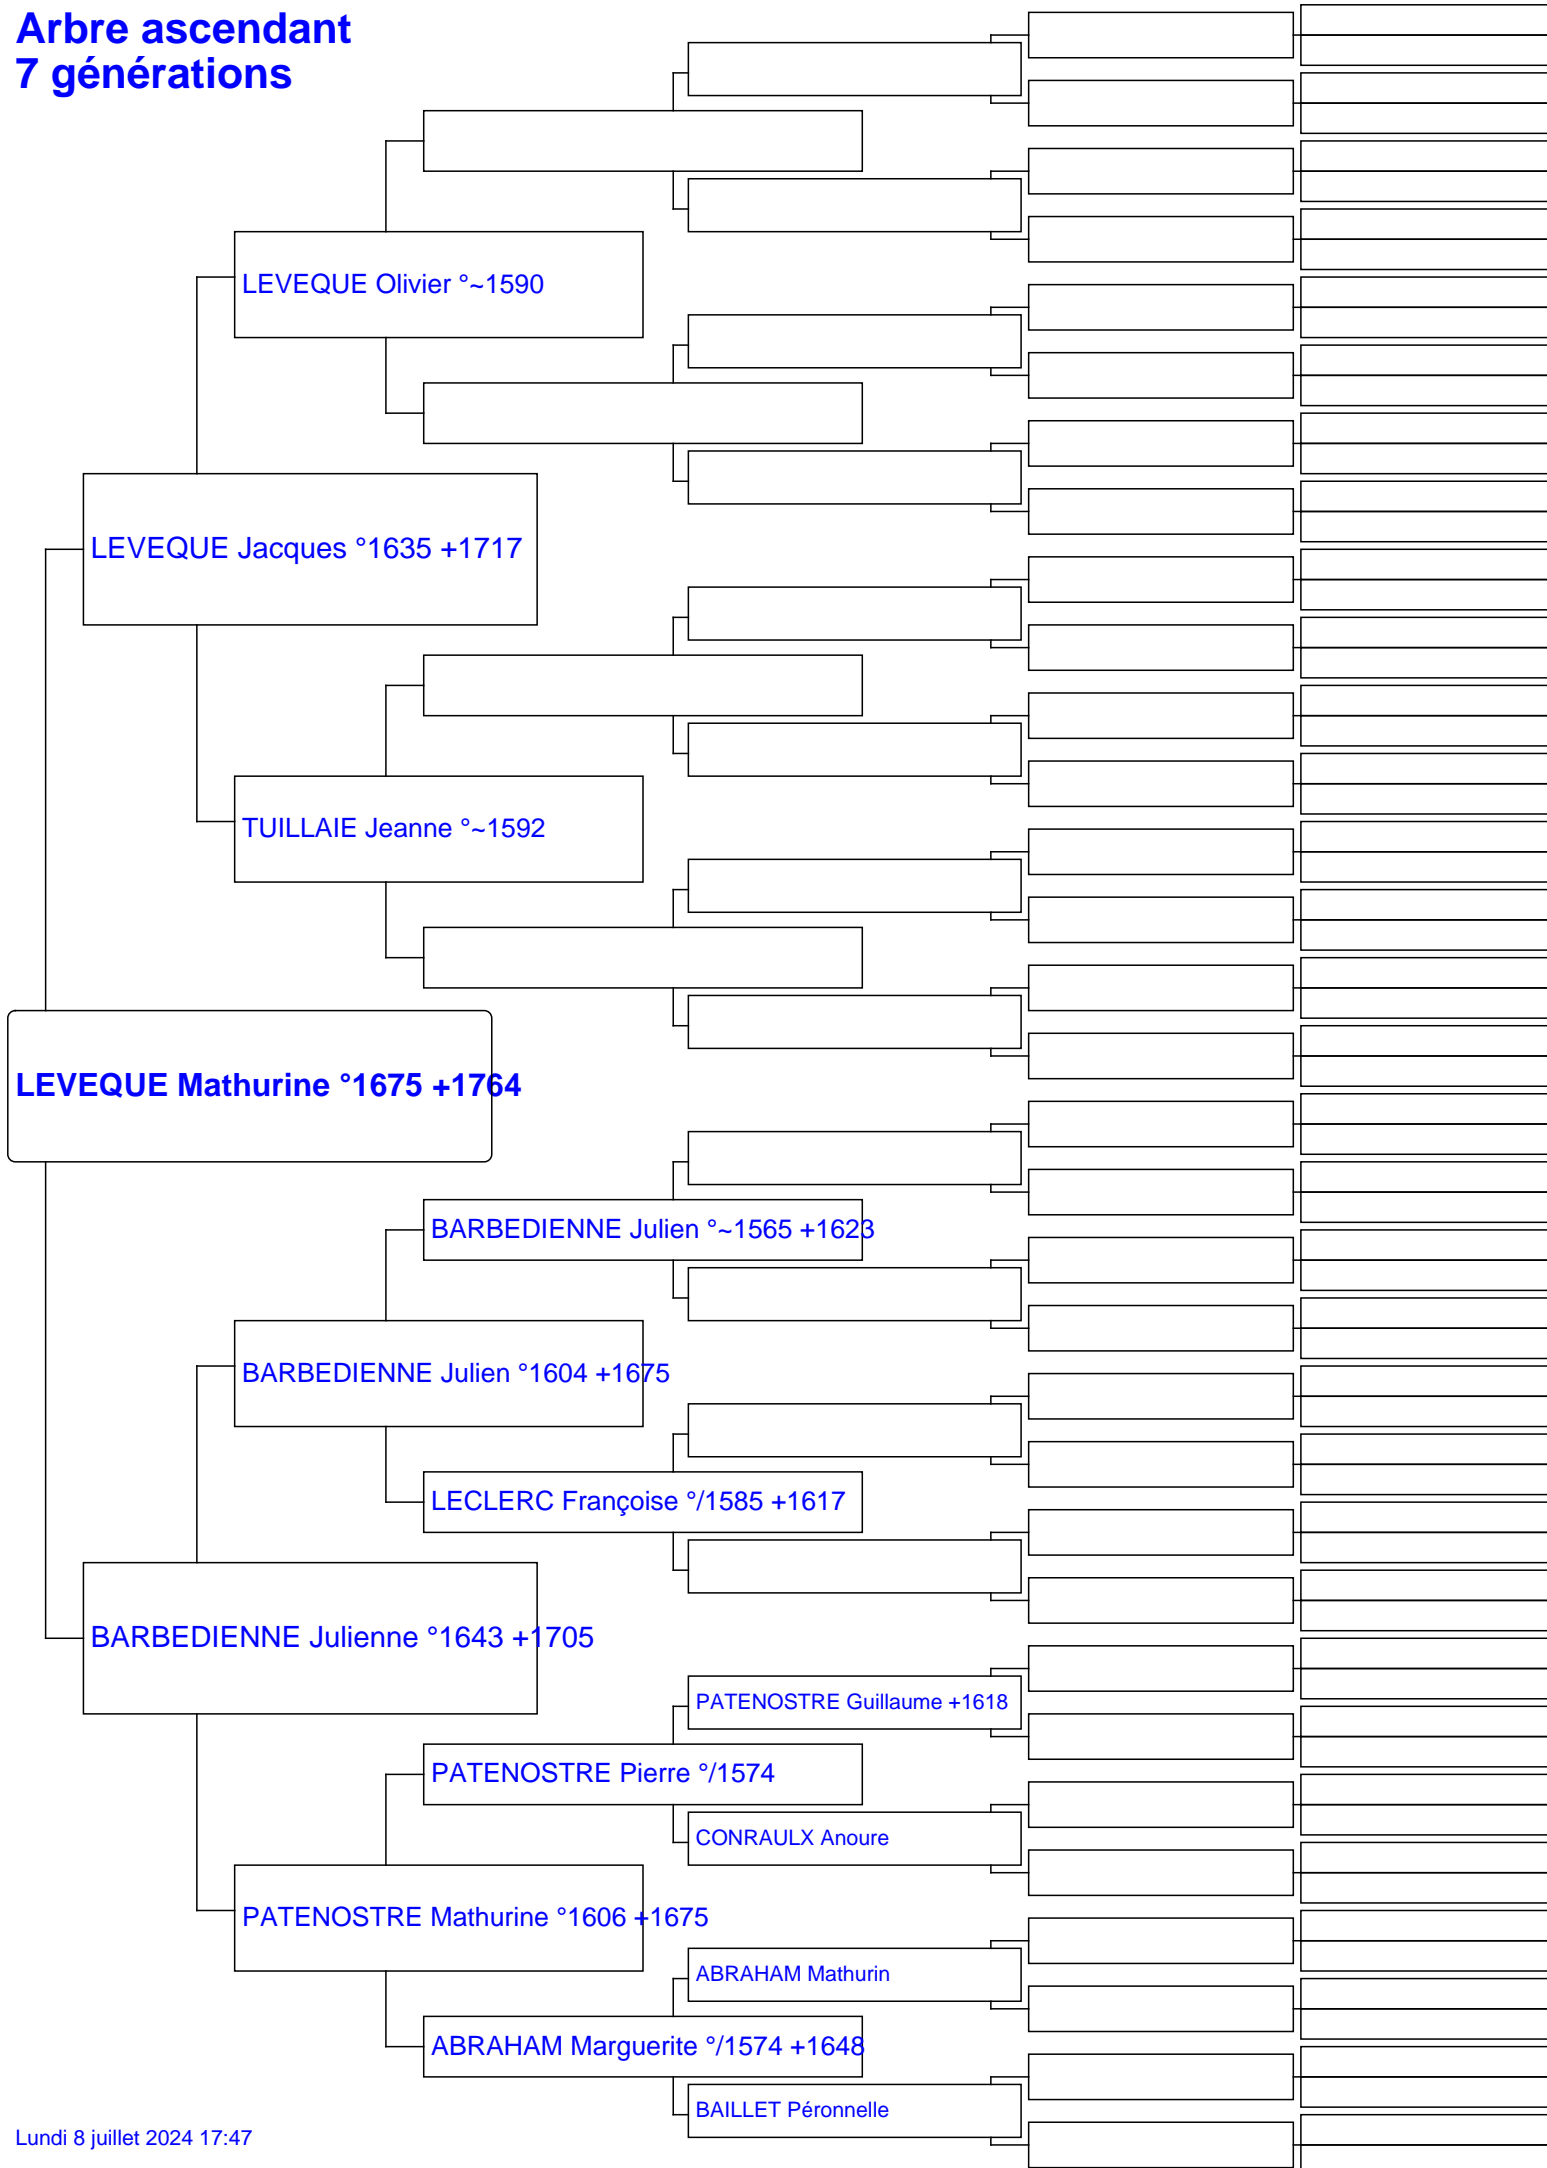 Arbre ascendant
7 générations
LEVEQUE Olivier °~1590
LEVEQUE Jacques °1635 +1717
TUILLAIE Jeanne °~1592
LEVEQUE Mathurine °1675 +1764
BARBEDIENNE Julien °~1565 +1623
BARBEDIENNE Julien °1604 +1675
LECLERC Françoise °/1585 +1617
BARBEDIENNE Julienne °1643 +1705
PATENOSTRE Guillaume +1618
PATENOSTRE Pierre °/1574
CONRAULX Anoure
PATENOSTRE Mathurine °1606 +1675
ABRAHAM Mathurin
ABRAHAM Marguerite °/1574 +1648
BAILLET Péronnelle
Lundi 8 juillet 2024 17:47